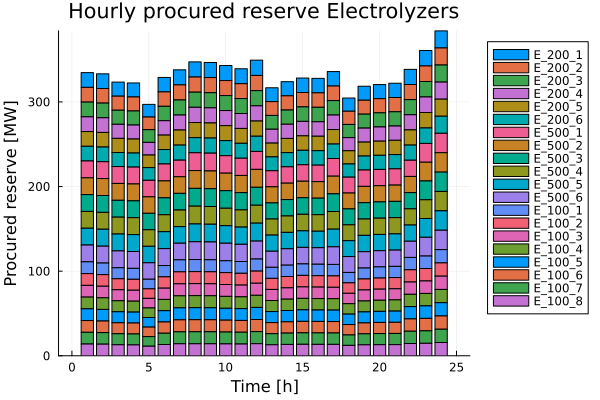 Hourly procured reserve Electrolyzers
Procured reserve [MW]
300
200
100
0
0
5
10
15
20
25
Time [h]
E_200_1
E_200_2
E_200_3
E_200_4
E_200_5
E_200_6
E_500_1
E_500_2
E_500_3
E_500_4
E_500_5
E_500_6
E_100_1
E_100_2
E_100_3
E_100_4
E_100_5
E_100_6
E_100_7
E_100_8